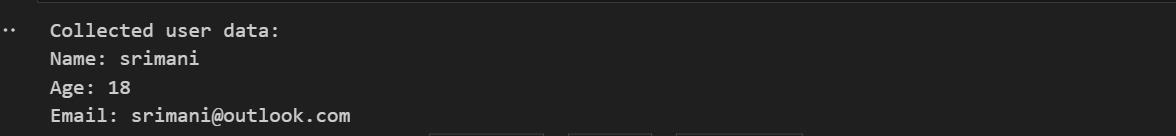 Collected user data:
Name: srimani
Age: 18
Email: srimani@outlook.com